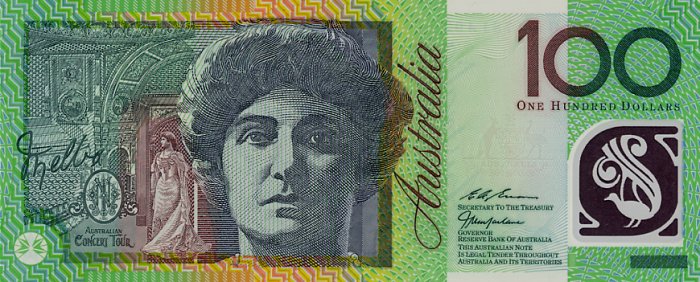 Australia
100
ONE HUNDRED DOLLARS
Melba
AUSTRALIAN
CONCERT TOUR
SECRETARY TO THE TREASURY
GOVERNOR
RESERVE BANK OF AUSTRALIA
THIS AUSTRALIAN NOTE
IS LEGAL TENDER THROUGHOUT
AUSTRALIA AND ITS TERRITORIES